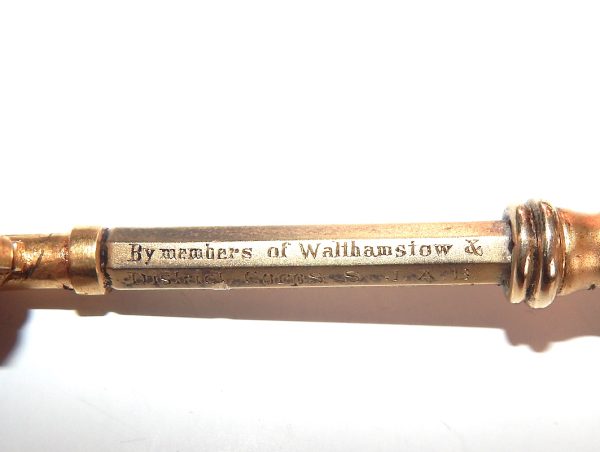 By members of Walthamstow &
District Corps. S. J. A. B